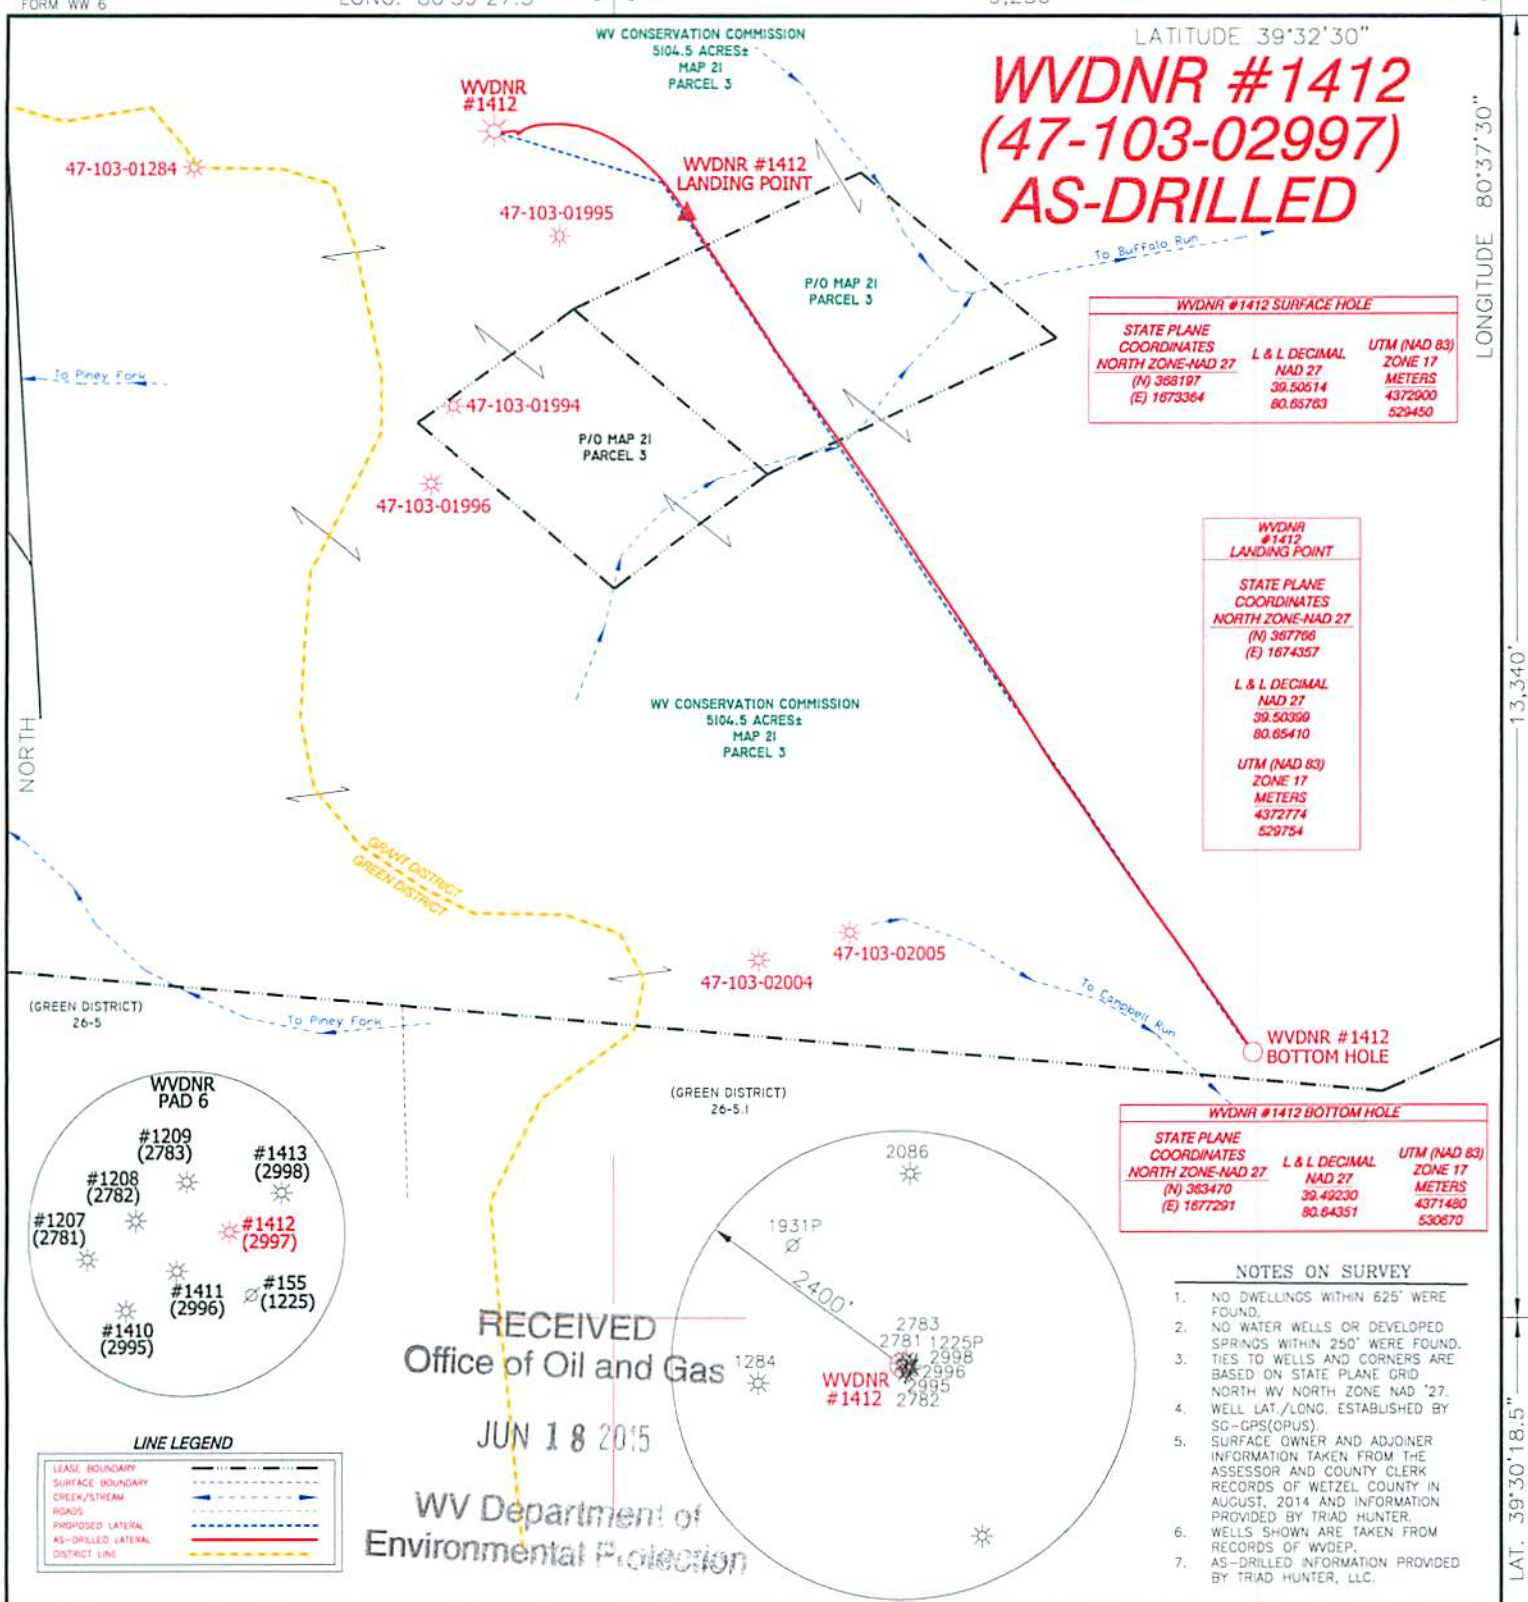 FORM WW 6
WV CONSERVATION COMMISSION
5104.5 ACRES±
MAP 21
PARCEL 3
LATITUDE 39°32'30"
WVDNR #1412
(47-103-02997)
AS-DRILLED
LONGITUDE 80°37'30"
WVDNR
#1412
47-103-01284
WVDNR #1412
LANDING POINT
47-103-01995
To Buffalo Run
P/O MAP 21
PARCEL 3
WVDNR #1412 SURFACE HOLE
STATE PLANE
COORDINATES
NORTH ZONE-NAD 27
(N) 368197
(E) 1673364
L & L DECIMAL
NAD 27
39.50514
80.65763
UTM (NAD 83)
ZONE 17
METERS
4372900
529450
To Piney Fork
47-103-01994
P/O MAP 21
PARCEL 3
47-103-01996
WVDNR
#1412
LANDING POINT
STATE PLANE
COORDINATES
NORTH ZONE-NAD 27
(N) 367766
(E) 1674357
L & L DECIMAL
NAD 27
39.50399
80.65410
UTM (NAD 83)
ZONE 17
METERS
4372774
529754
13,340'
WV CONSERVATION COMMISSION
5104.5 ACRES±
MAP 21
PARCEL 3
NORTH
GRANT DISTRICT
GREEN DISTRICT
47-103-02005
47-103-02004
To Campbell Run
(GREEN DISTRICT)
26-5
To Piney Fork
WVDNR #1412
BOTTOM HOLE
(GREEN DISTRICT)
26-5.1
WVDNR #1412 BOTTOM HOLE
STATE PLANE
COORDINATES
NORTH ZONE-NAD 27
(N) 363470
(E) 1677291
L & L DECIMAL
NAD 27
39.49230
80.64351
UTM (NAD 83)
ZONE 17
METERS
4371480
530670
WVDNR
PAD 6
#1209
(2783)
#1413
(2998)
#1208
(2782)
#1207
(2781)
#1412
(2997)
#1411
(2996)
#155
(1225)
#1410
(2995)
2086
1931P
2400'
2783
2781 1225P
2998
2996
2995
2782
1284
WVDNR
#1412
RECEIVED
Office of Oil and Gas
JUN 18 2015
WV Department of
Environmental Protection
LINE LEGEND
LEASE BOUNDARY
SURFACE BOUNDARY
CREEK/STREAM
ROADS
PROPOSED LATERAL
AS-DRILLED LATERAL
DISTRICT LINE
NOTES ON SURVEY
1. NO DWELLINGS WITHIN 625' WERE
FOUND.
2. NO WATER WELLS OR DEVELOPED
SPRINGS WITHIN 250' WERE FOUND.
3. TIES TO WELLS AND CORNERS ARE
BASED ON STATE PLANE GRID
NORTH WV NORTH ZONE NAD '27.
4. WELL LAT./LONG. ESTABLISHED BY
SG-GPS(OPUS).
5. SURFACE OWNER AND ADJOINER
INFORMATION TAKEN FROM THE
ASSESSOR AND COUNTY CLERK
RECORDS OF WETZEL COUNTY IN
AUGUST, 2014 AND INFORMATION
PROVIDED BY TRIAD HUNTER.
6. WELLS SHOWN ARE TAKEN FROM
RECORDS OF WVDEP.
7. AS-DRILLED INFORMATION PROVIDED
BY TRIAD HUNTER, LLC.
LAT. 39°30'18.5"